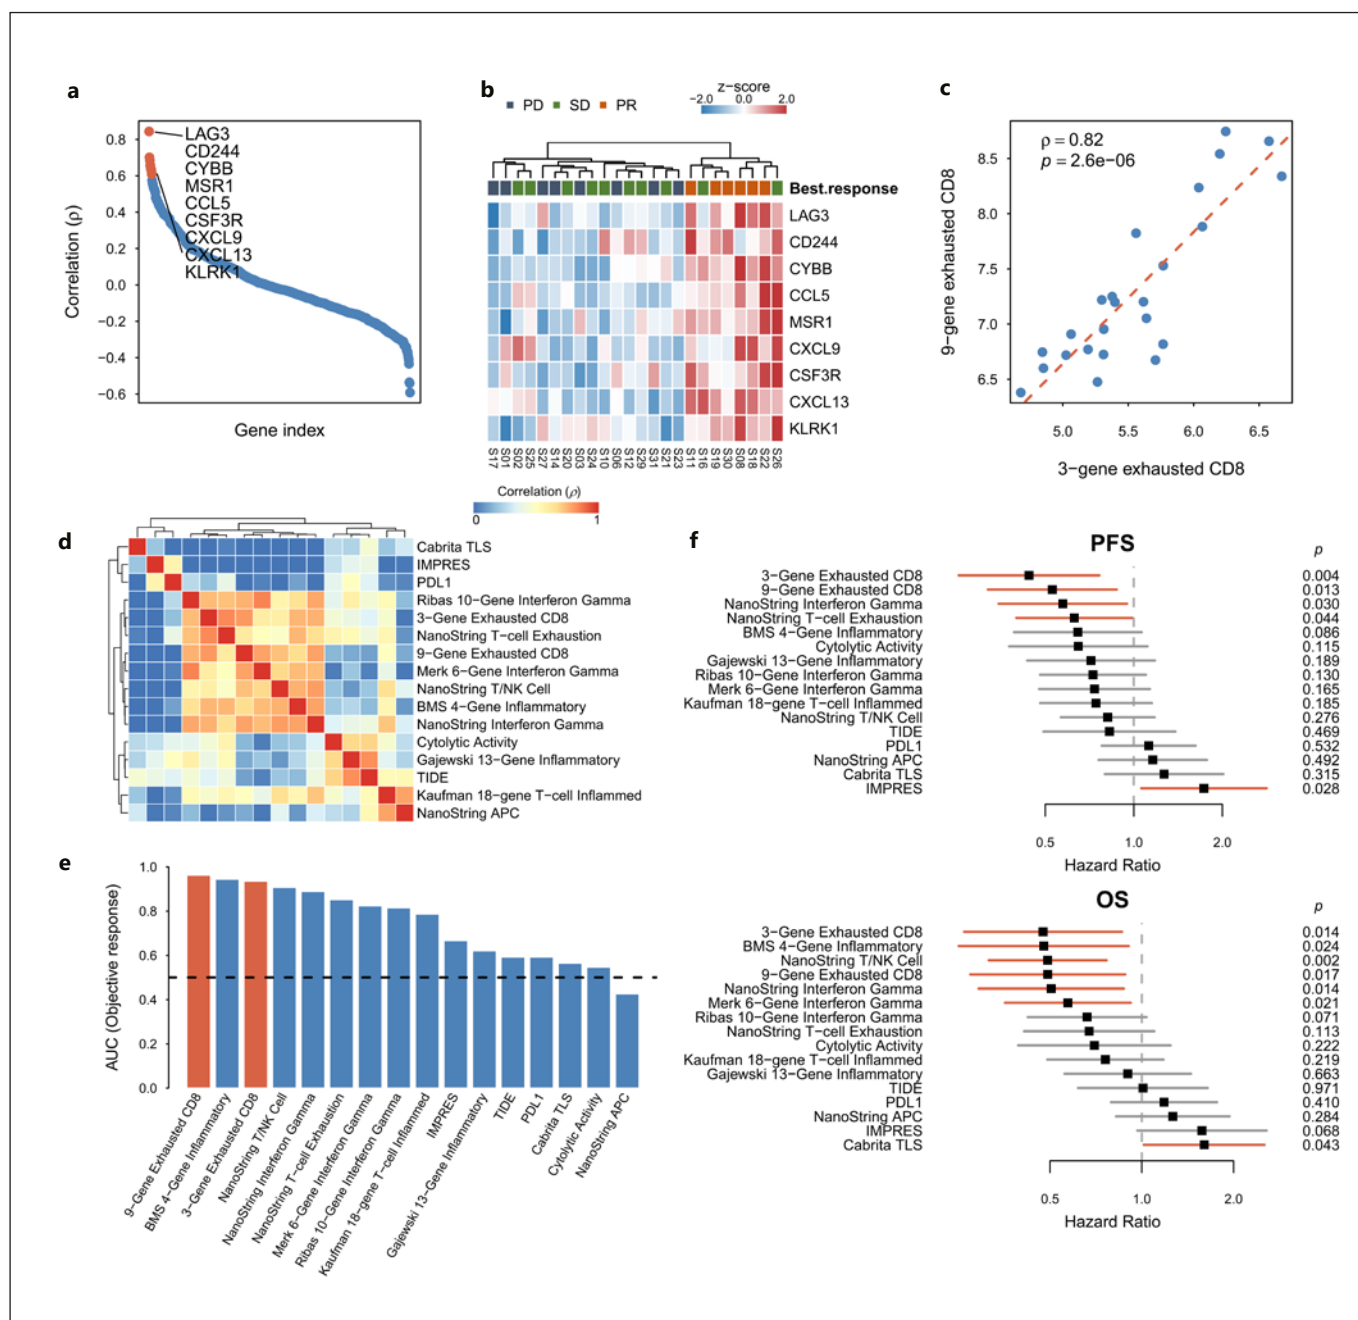 a
0.8
0.6
0.4
0.2
0.0
−0.2
−0.4
−0.6
Correlation (ρ)
LAG3
CD244
CYBB
MSR1
CCL5
CSF3R
CXCL9
CXCL13
KLRK1
Gene index
b
PD SD PR
z−score
−2.0 0.0 2.0
Best.response
LAG3
CD244
CYBB
CCL5
MSR1
CXCL9
CSF3R
CXCL13
KLRK1
S17 S01 S02 S25 S27 S14 S20 S03 S24 S10 S06 S12 S29 S31 S21 S23 S11 S16 S19 S30 S08 S18 S22 S26
c
ρ = 0.82
p = 2.6e−06
8.5
8.0
7.5
7.0
6.5
9−gene exhausted CD8
5.0 5.5 6.0 6.5
3−gene exhausted CD8
Correlation (ρ)
0 1
d
Cabrita TLS
IMPRES
PDL1
Ribas 10−Gene Interferon Gamma
3−Gene Exhausted CD8
NanoString T−cell Exhaustion
9−Gene Exhausted CD8
Merk 6−Gene Interferon Gamma
NanoString T/NK Cell
BMS 4−Gene Inflammatory
NanoString Interferon Gamma
Cytolytic Activity
Gajewski 13−Gene Inflammatory
TIDE
Kaufman 18−gene T−cell Inflammed
NanoString APC
e
1.0
0.8
0.6
0.4
0.2
0.0
AUC (Objective response)
9−Gene Exhausted CD8
BMS 4−Gene Inflammatory
3−Gene Exhausted CD8
NanoString T/NK Cell
NanoString Interferon Gamma
NanoString T−cell Exhaustion
Merk 6−Gene Interferon Gamma
Ribas 10−Gene Interferon Gamma
Kaufman 18−gene T−cell Inflammed
IMPRES
Gajewski 13−Gene Inflammatory
TIDE
PDL1
Cabrita TLS
Cytolytic Activity
NanoString APC
f
PFS
p
3−Gene Exhausted CD8 0.004
9−Gene Exhausted CD8 0.013
NanoString Interferon Gamma 0.030
NanoString T−cell Exhaustion 0.044
BMS 4−Gene Inflammatory 0.086
Cytolytic Activity 0.115
Gajewski 13−Gene Inflammatory 0.189
Ribas 10−Gene Interferon Gamma 0.130
Merk 6−Gene Interferon Gamma 0.165
Kaufman 18−gene T−cell Inflammed 0.185
NanoString T/NK Cell 0.276
TIDE 0.469
PDL1 0.532
NanoString APC 0.492
Cabrita TLS 0.315
IMPRES 0.028
0.5 1.0 2.0
Hazard Ratio
OS
p
3−Gene Exhausted CD8 0.014
BMS 4−Gene Inflammatory 0.024
NanoString T/NK Cell 0.002
9−Gene Exhausted CD8 0.017
NanoString Interferon Gamma 0.014
Merk 6−Gene Interferon Gamma 0.021
Ribas 10−Gene Interferon Gamma 0.071
NanoString T−cell Exhaustion 0.113
Cytolytic Activity 0.222
Kaufman 18−gene T−cell Inflammed 0.219
Gajewski 13−Gene Inflammatory 0.663
TIDE 0.971
PDL1 0.410
NanoString APC 0.284
IMPRES 0.068
Cabrita TLS 0.043
0.5 1.0 2.0
Hazard Ratio